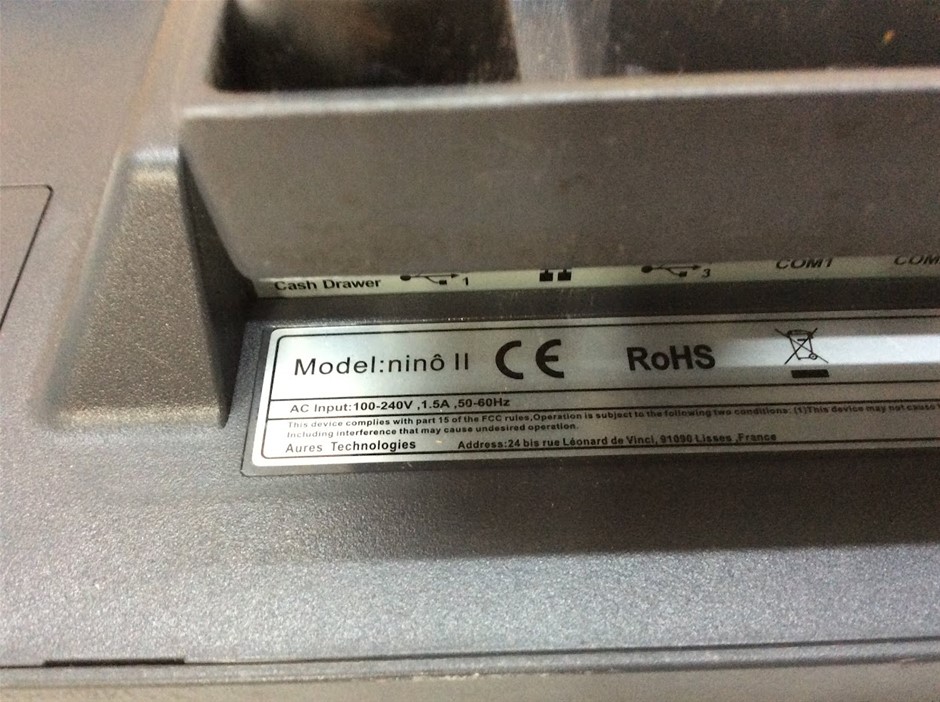 Cash Drawer 1 3 COM1 COM
Model:ninô II CE RoHS
AC Input:100-240V ,1.5A ,50-60Hz
This device complies with part 15 of the FCC rules.Operation is subject to the following two conditions: (1)This device may not cause
Including interference that may cause undesired operation.
Aures Technologies Address:24 bis rue Léonard de Vinci, 91090 Lisses ,France